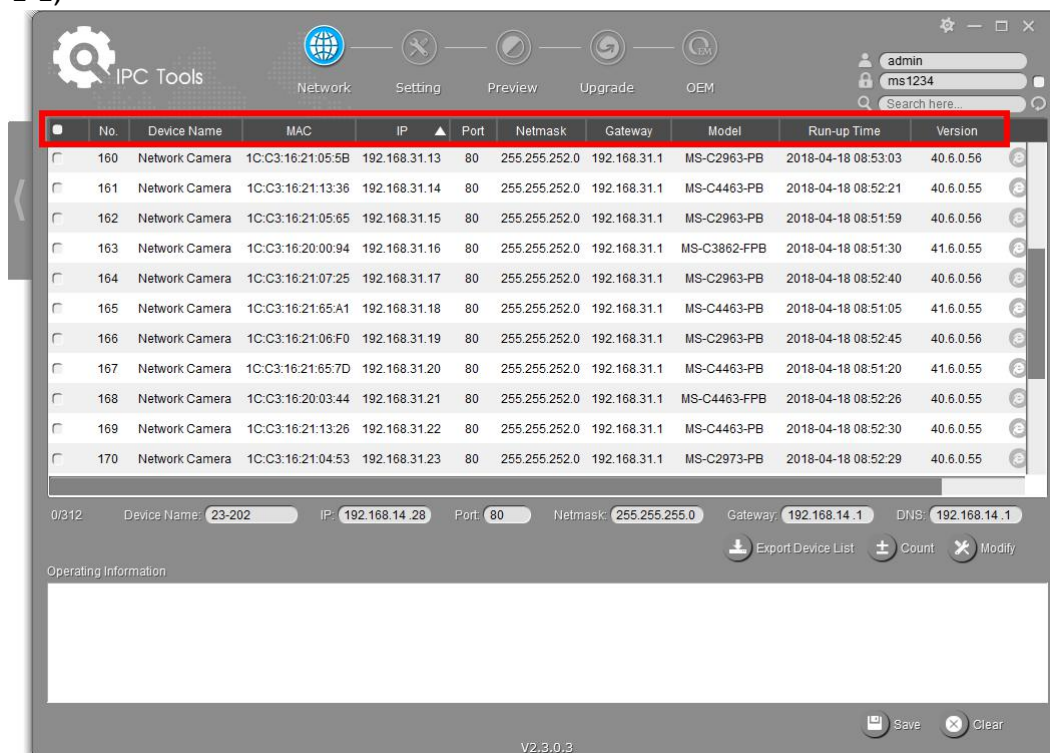 IPC Tools
Network Setting Preview Upgrade OEM
admin
ms1234
Search here...
No. Device Name MAC IP ▲ Port Netmask Gateway Model Run-up Time Version
160 Network Camera 1C:C3:16:21:05:5B 192.168.31.13 80 255.255.252.0 192.168.31.1 MS-C2963-PB 2018-04-18 08:53:03 40.6.0.56
161 Network Camera 1C:C3:16:21:13:36 192.168.31.14 80 255.255.252.0 192.168.31.1 MS-C4463-PB 2018-04-18 08:52:21 40.6.0.55
162 Network Camera 1C:C3:16:21:05:65 192.168.31.15 80 255.255.252.0 192.168.31.1 MS-C2963-PB 2018-04-18 08:51:59 40.6.0.56
163 Network Camera 1C:C3:16:20:00:94 192.168.31.16 80 255.255.252.0 192.168.31.1 MS-C3862-FPB 2018-04-18 08:51:30 41.6.0.55
164 Network Camera 1C:C3:16:21:07:25 192.168.31.17 80 255.255.252.0 192.168.31.1 MS-C2963-PB 2018-04-18 08:52:40 40.6.0.56
165 Network Camera 1C:C3:16:21:65:A1 192.168.31.18 80 255.255.252.0 192.168.31.1 MS-C4463-PB 2018-04-18 08:51:05 41.6.0.55
166 Network Camera 1C:C3:16:21:06:F0 192.168.31.19 80 255.255.252.0 192.168.31.1 MS-C2963-PB 2018-04-18 08:52:45 40.6.0.56
167 Network Camera 1C:C3:16:21:65:7D 192.168.31.20 80 255.255.252.0 192.168.31.1 MS-C4463-PB 2018-04-18 08:51:20 41.6.0.55
168 Network Camera 1C:C3:16:20:03:44 192.168.31.21 80 255.255.252.0 192.168.31.1 MS-C4463-FPB 2018-04-18 08:52:26 40.6.0.55
169 Network Camera 1C:C3:16:21:13:26 192.168.31.22 80 255.255.252.0 192.168.31.1 MS-C4463-PB 2018-04-18 08:52:30 40.6.0.55
170 Network Camera 1C:C3:16:21:04:53 192.168.31.23 80 255.255.252.0 192.168.31.1 MS-C2973-PB 2018-04-18 08:52:29 40.6.0.55
0/312 Device Name: 23-202 IP: 192.168.14 .28 Port: 80 Netmask: 255.255.255.0 Gateway: 192.168.14 .1 DNS: 192.168.14 .1
Export Device List Count Modify
Operating Information
Save Clear
V2.3.0.3